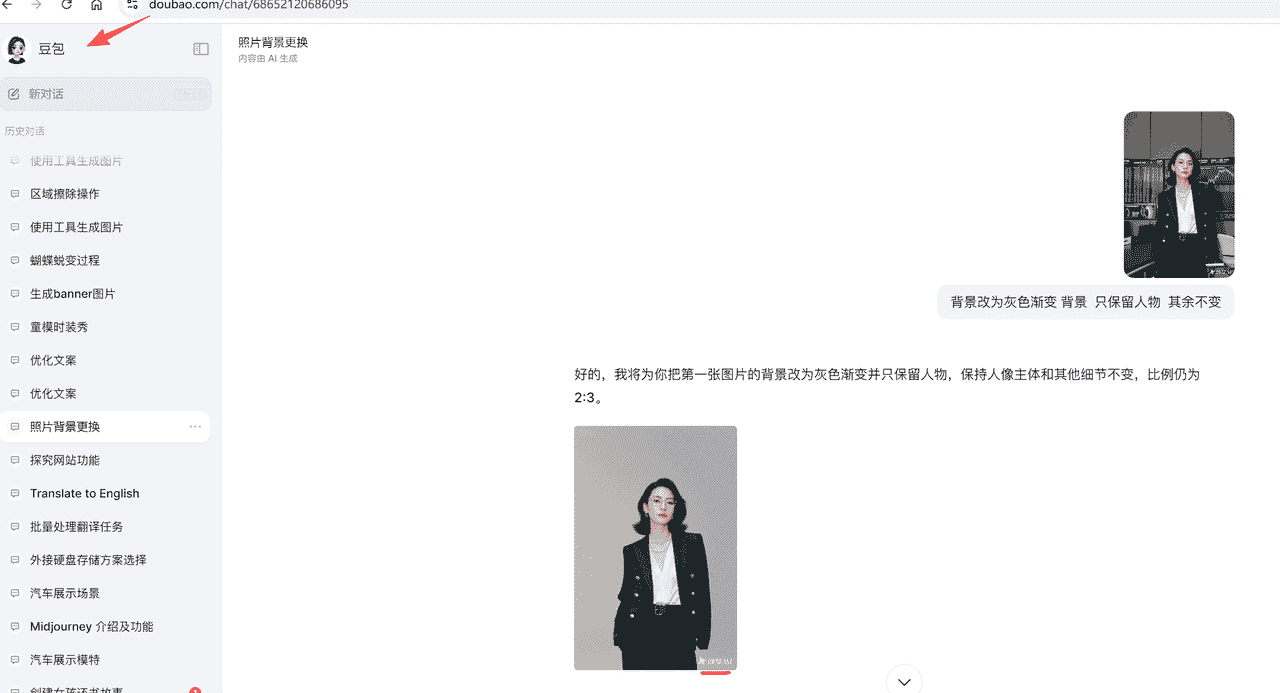 doubao.com/chat/68652120686095
豆包
新对话
历史对话
使用工具生成图片
区域擦除操作
使用工具生成图片
蝴蝶蜕变过程
生成banner图片
童模时装秀
优化文案
优化文案
照片背景更换
探究网站功能
Translate to English
批量处理翻译任务
外接硬盘存储方案选择
汽车展示场景
Midjourney 介绍及功能
汽车展示模特
创建女孩还书故事
照片背景更换
内容由 AI 生成
背景改为灰色渐变 背景 只保留人物 其余不变
好的，我将为你把第一张图片的背景改为灰色渐变并只保留人物，保持人像主体和其他细节不变，比例仍为
2:3。